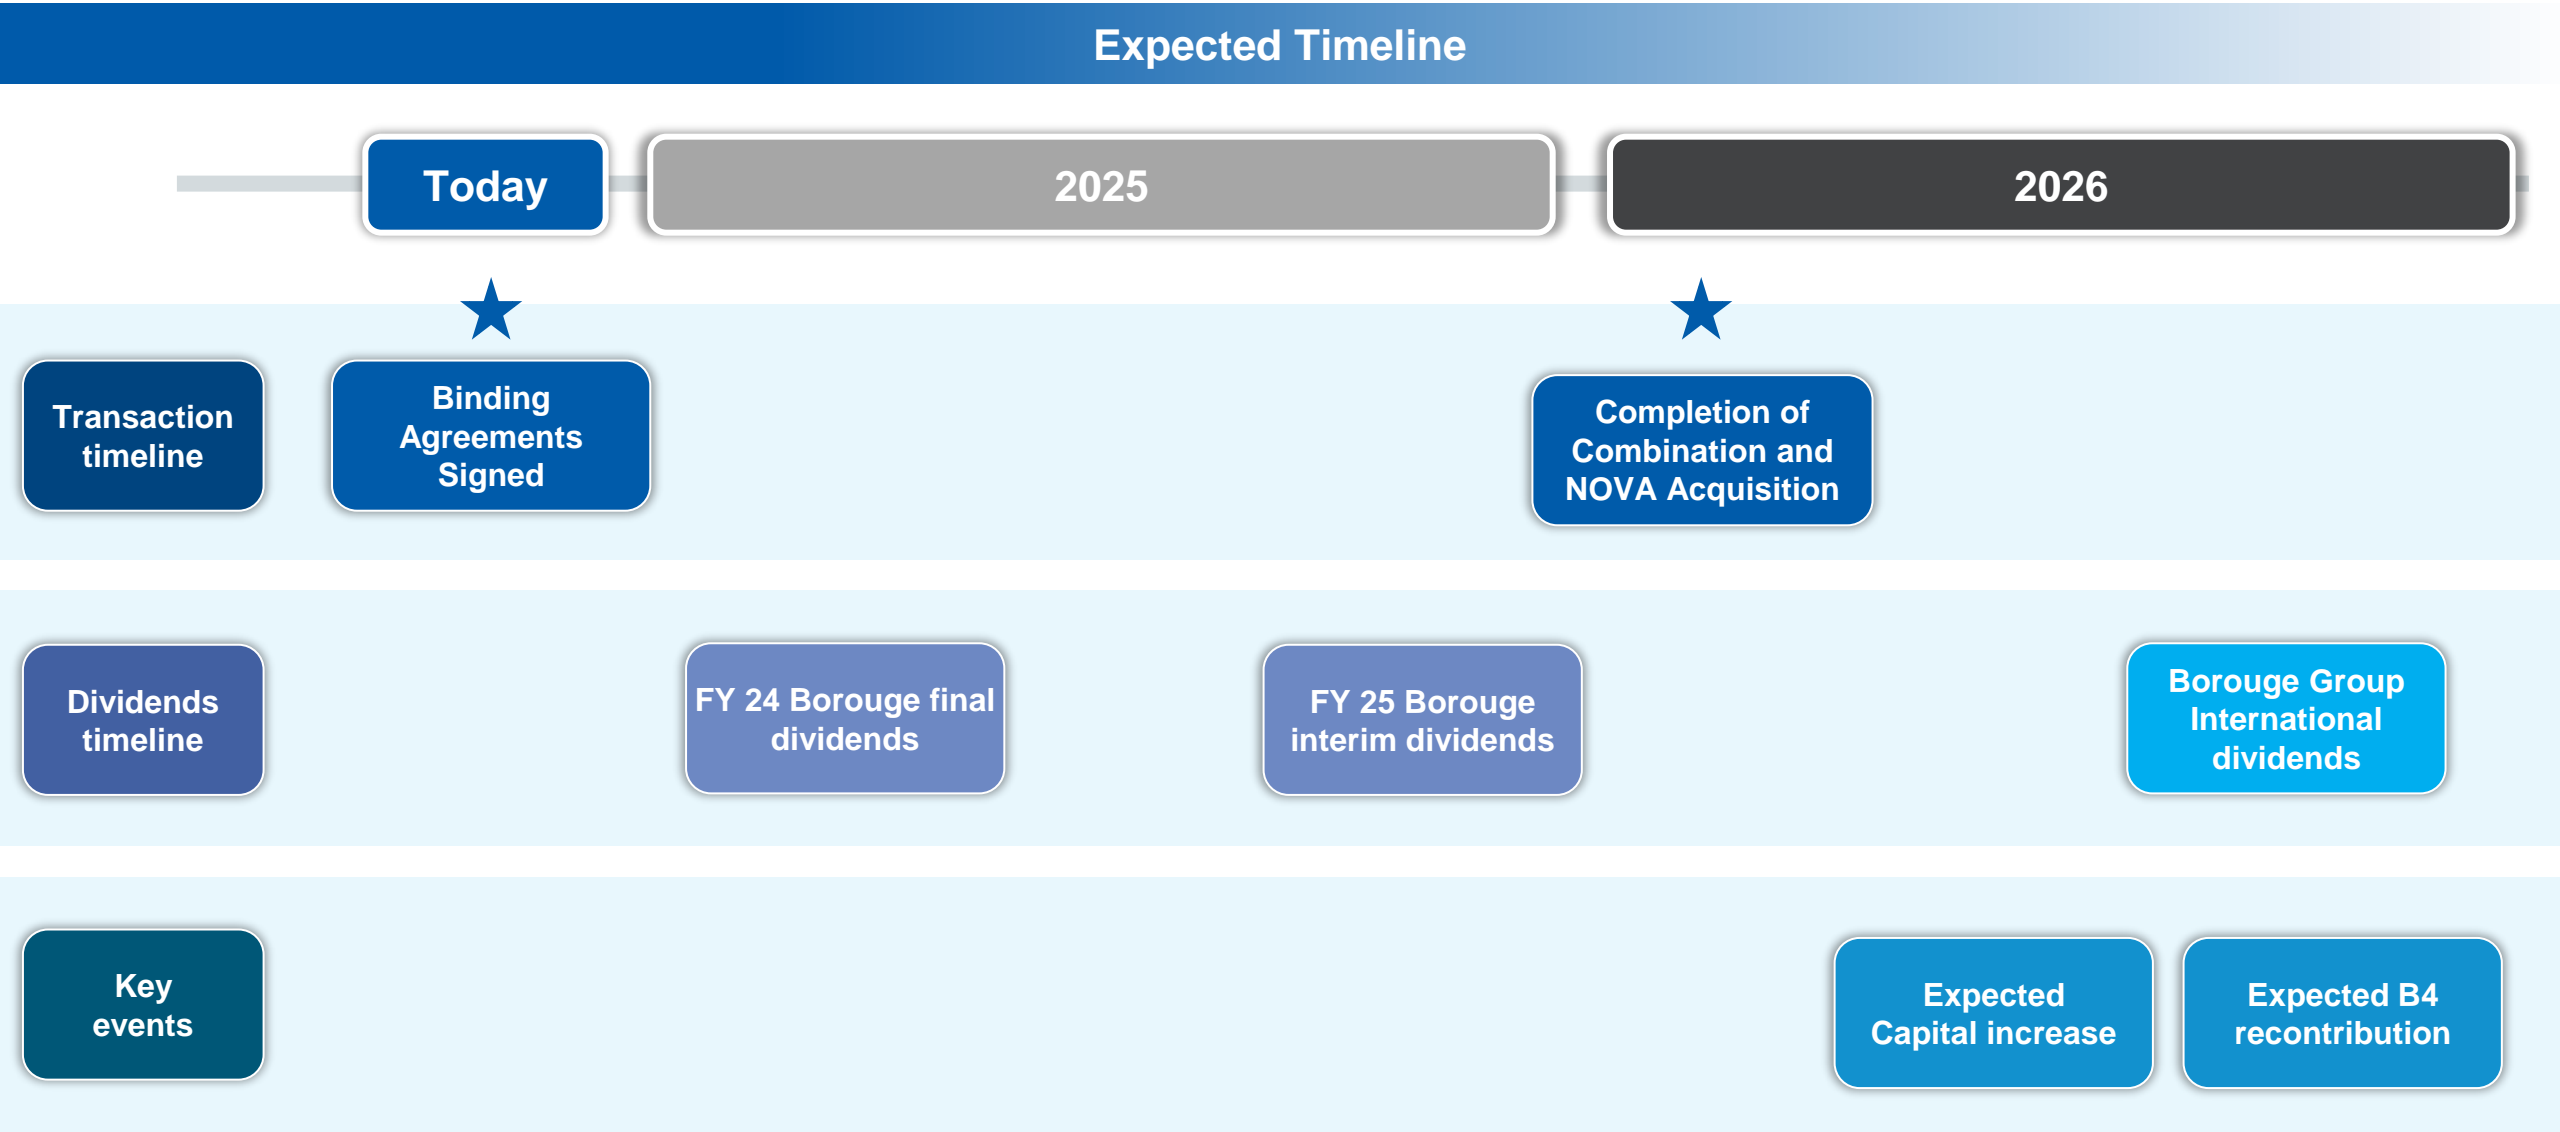 Expected Timeline
Today
2025
2026
Transaction
timeline
Binding
Agreements
Signed
Completion of
Combination and
NOVA Acquisition
Dividends
timeline
FY 24 Borouge final
dividends
FY 25 Borouge
interim dividends
Borouge Group
International
dividends
Key
events
Expected
Capital increase
Expected B4
recontribution